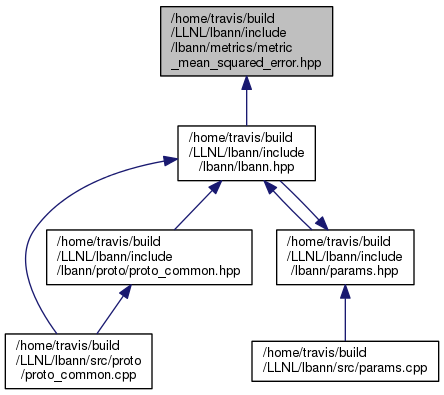 /home/travis/build
/LLNL/lbann/include
/lbann/metrics/metric
_mean_squared_error.hpp
/home/travis/build
/LLNL/lbann/include
/lbann/lbann.hpp
/home/travis/build
/LLNL/lbann/include
/lbann/proto/proto_common.hpp
/home/travis/build
/LLNL/lbann/include
/lbann/params.hpp
/home/travis/build
/LLNL/lbann/src/proto
/proto_common.cpp
/home/travis/build
/LLNL/lbann/src/params.cpp